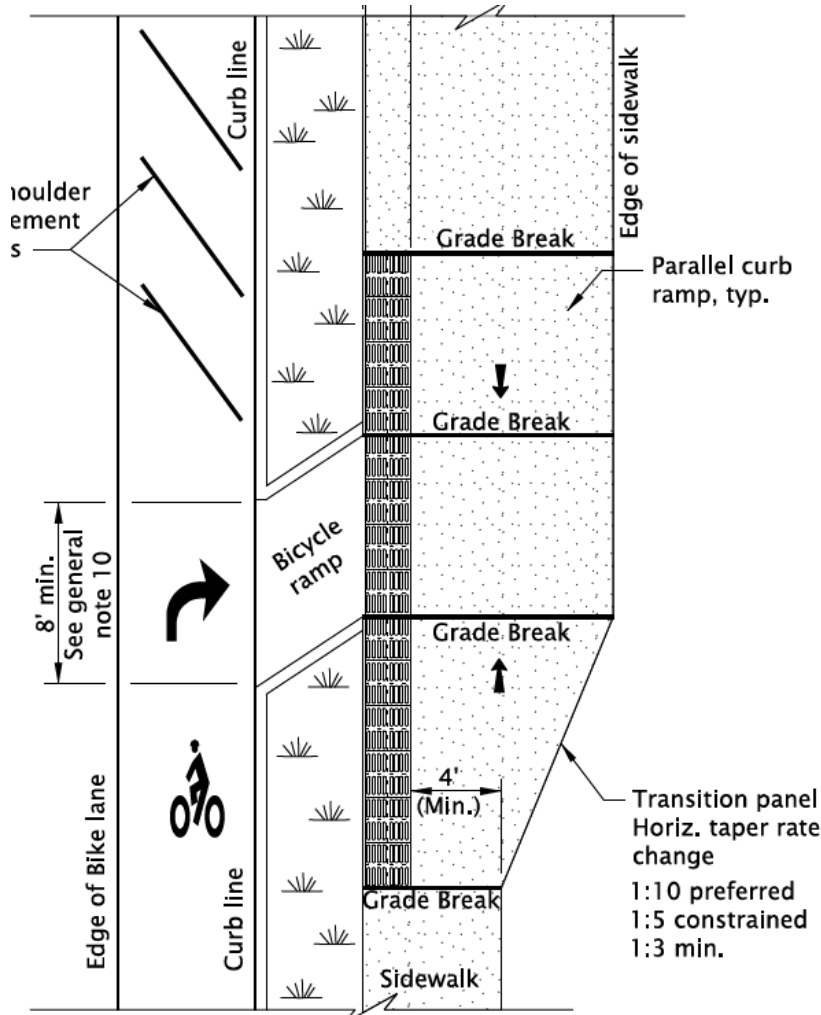 Curb line
Edge of sidewalk
Grade Break
Parallel curb
ramp, typ.
Grade Break
8' min.
See general
note 10
Bicycle
ramp
Grade Break
4'
(Min.)
Transition panel
Horiz. taper rate
change
1:10 preferred
1:5 constrained
1:3 min.
Edge of Bike lane
Curb line
Grade Break
Sidewalk